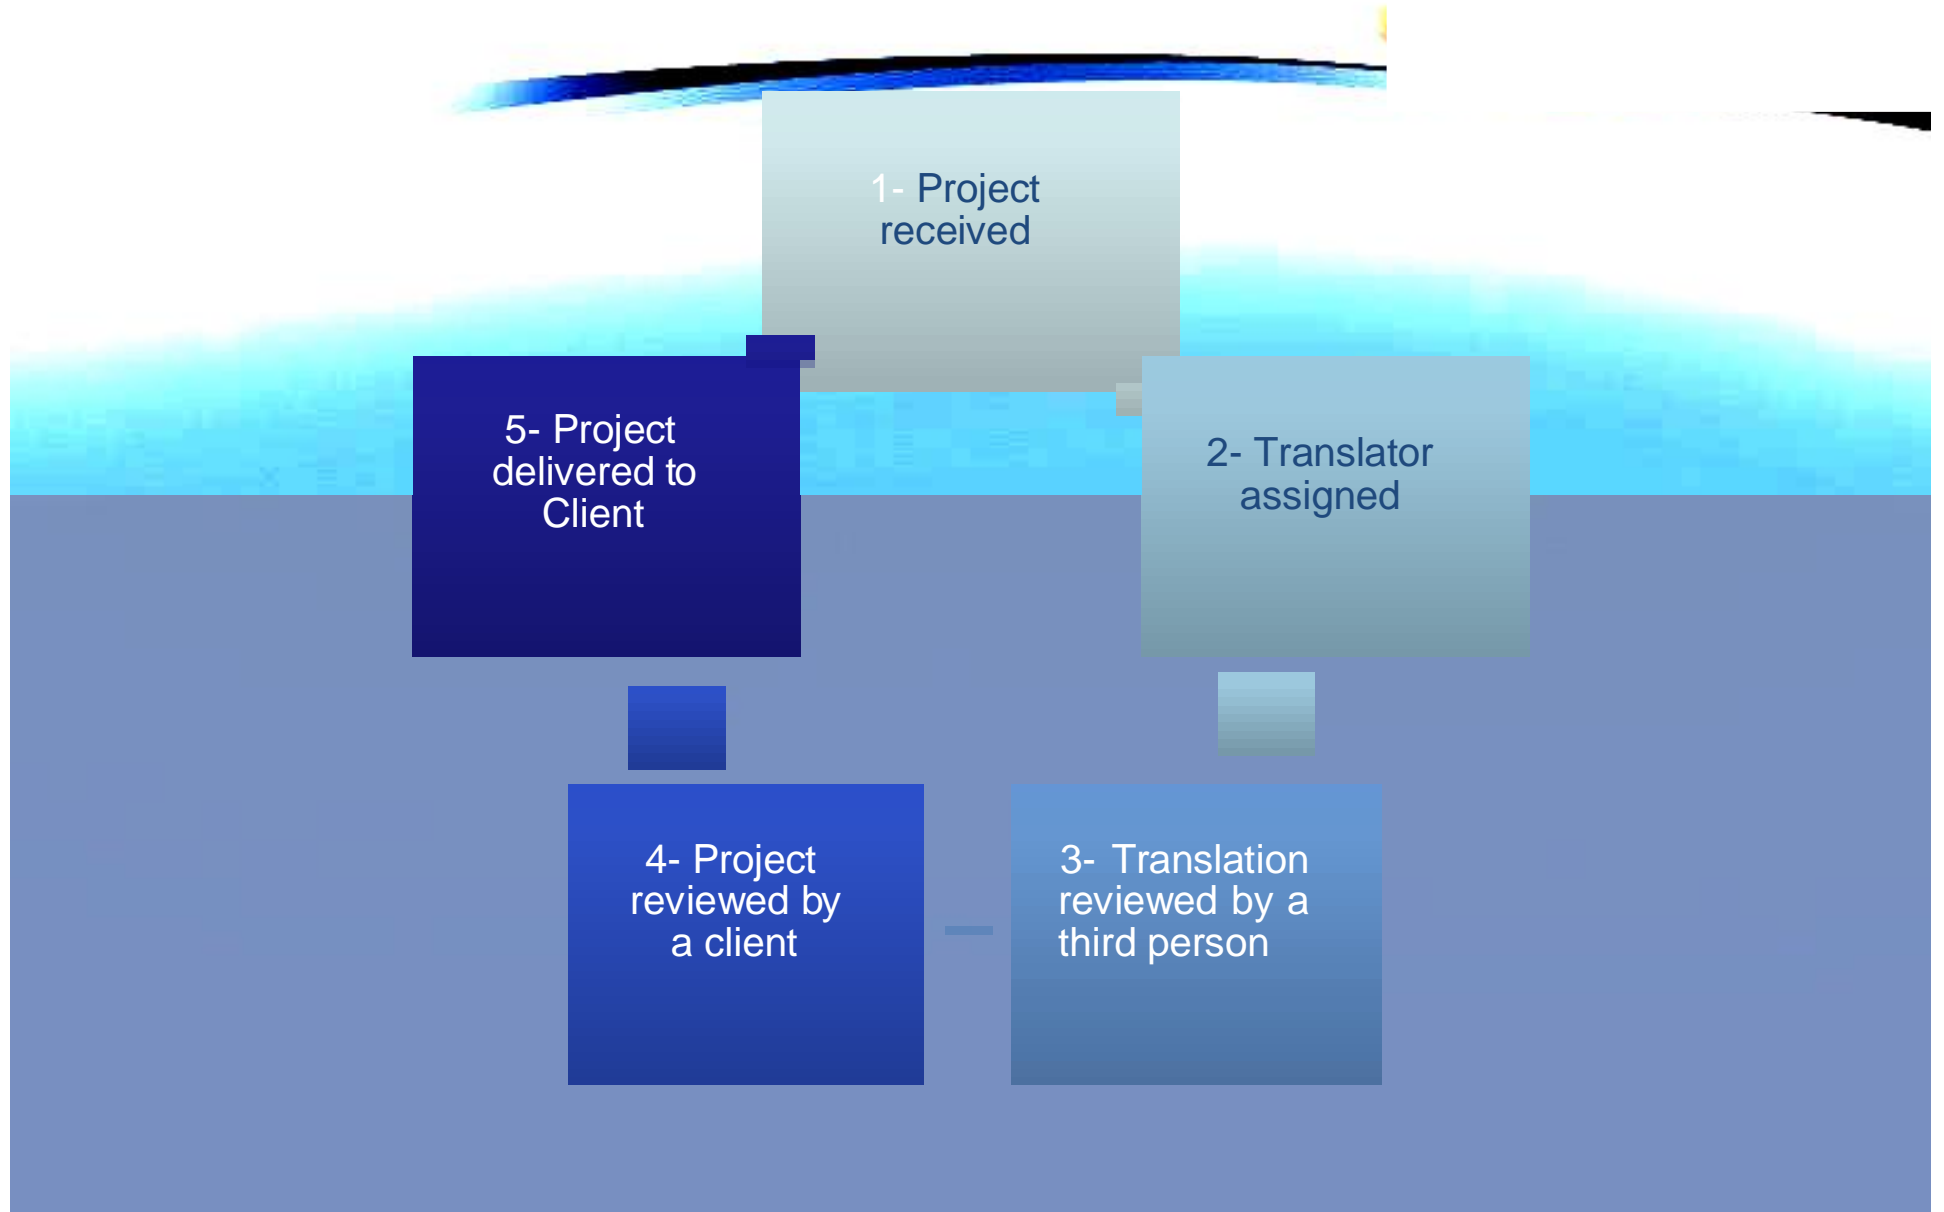 1- Project
received
2- Translator
assigned
3- Translation
reviewed by a
third person
4- Project
reviewed by
a client
5- Project
delivered to
Client